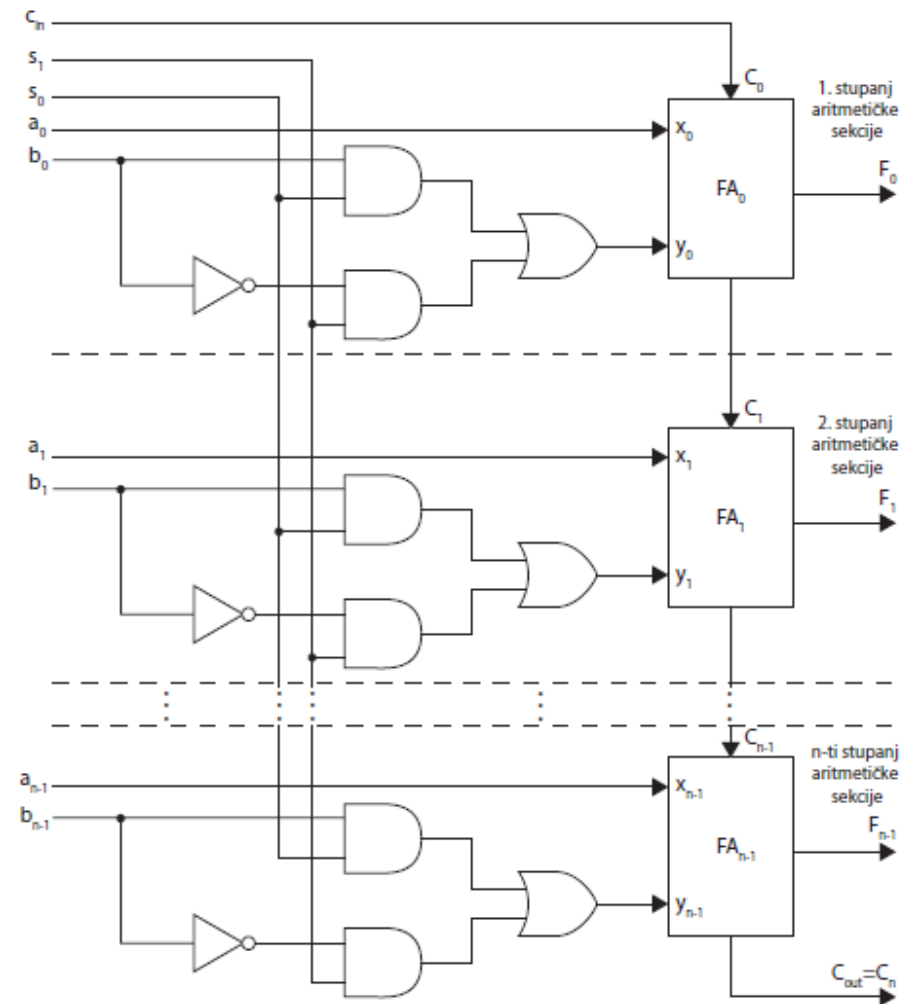 c_in
s_1
s_0
a_0
b_0
C_0
x_0
FA_0
y_0
1. stupanj
aritmetičke
sekcije
F_0
a_1
b_1
C_1
x_1
FA_1
y_1
2. stupanj
aritmetičke
sekcije
F_1
a_n-1
b_n-1
C_n-1
x_n-1
FA_n-1
y_n-1
n-ti stupanj
aritmetičke
sekcije
F_n-1
C_out=C_n